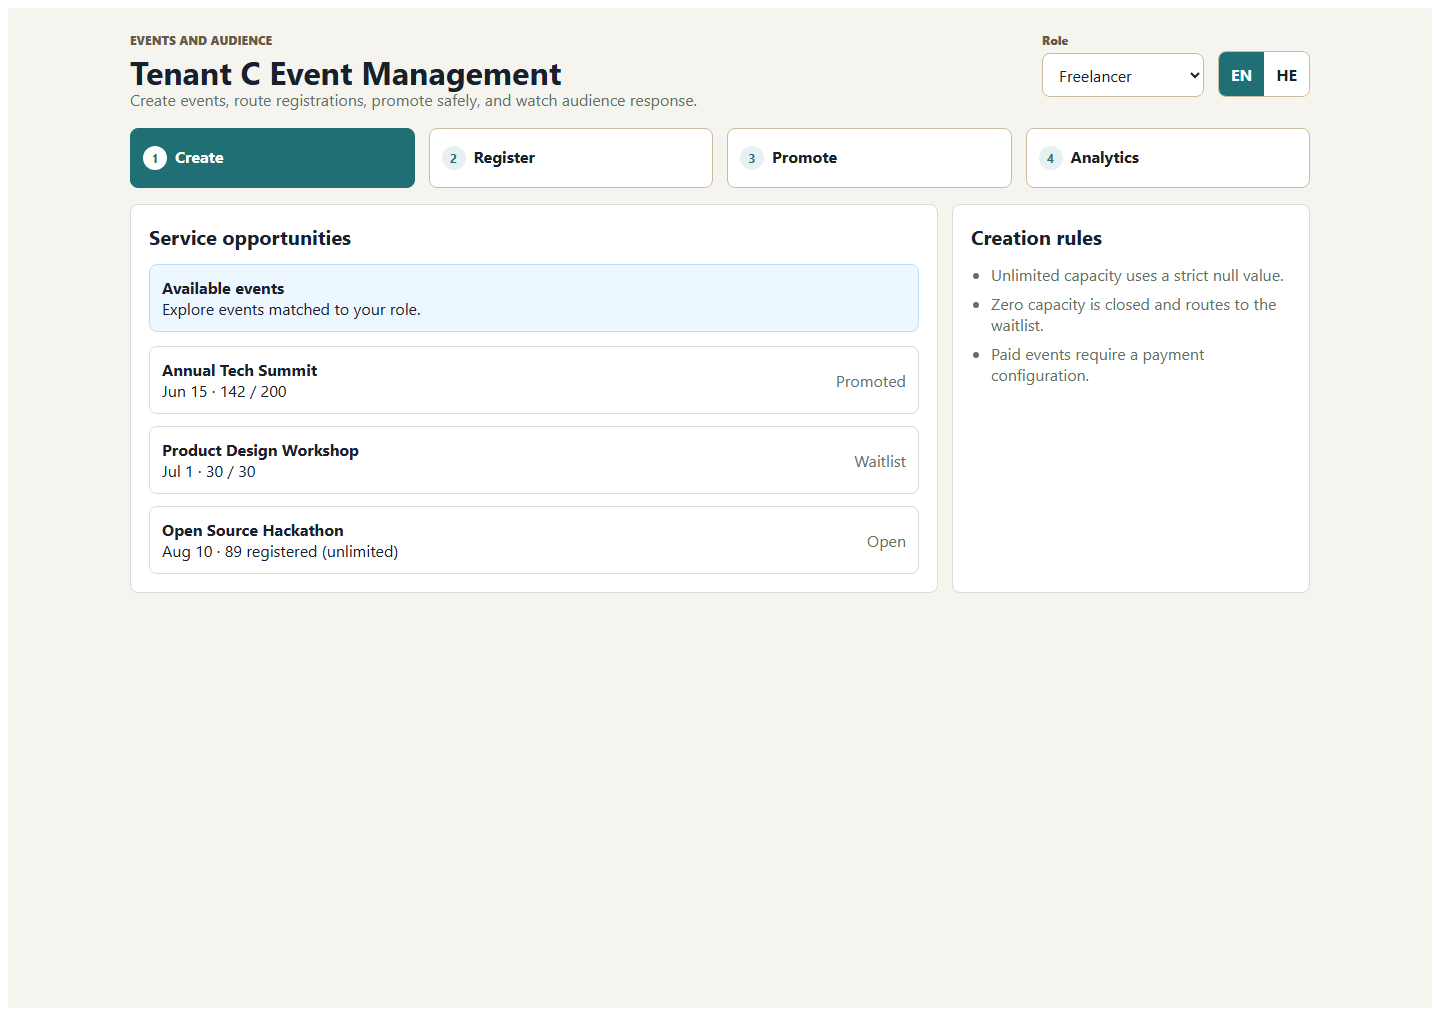 EVENTS AND AUDIENCE
Tenant C Event Management
Create events, route registrations, promote safely, and watch audience response.
Role
Freelancer
EN HE
1 Create
2 Register
3 Promote
4 Analytics
Service opportunities
Available events
Explore events matched to your role.
Annual Tech Summit
Jun 15 · 142 / 200
Promoted
Product Design Workshop
Jul 1 · 30 / 30
Waitlist
Open Source Hackathon
Aug 10 · 89 registered (unlimited)
Open
Creation rules
• Unlimited capacity uses a strict null value.
• Zero capacity is closed and routes to the
waitlist.
• Paid events require a payment
configuration.